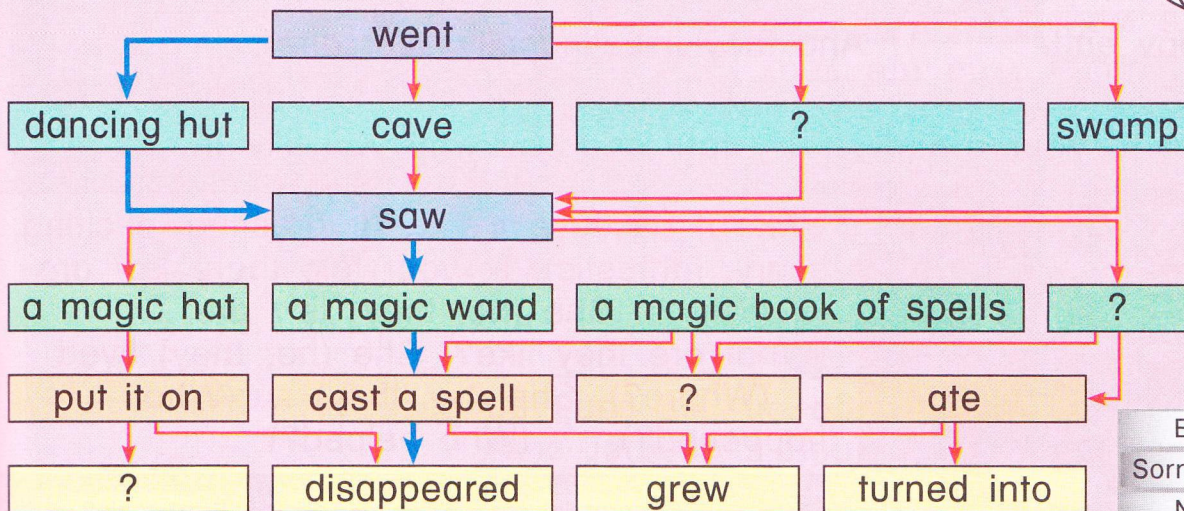 went
dancing hut cave ? swamp
saw
a magic hat a magic wand a magic book of spells ?
put it on cast a spell ? ate
? disappeared grew turned into